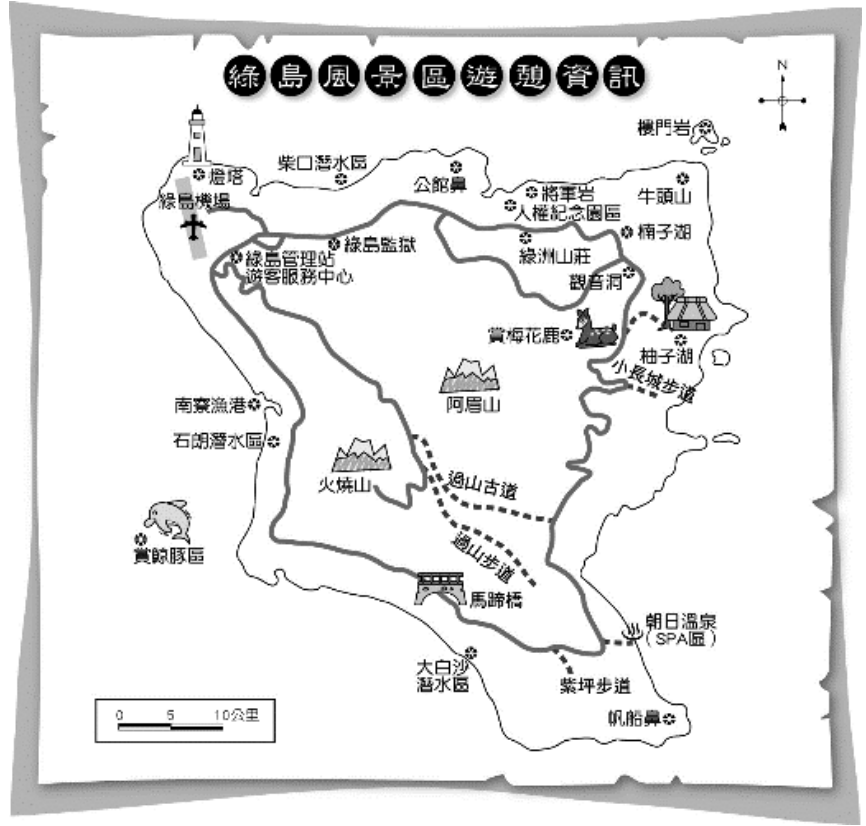 綠島風景區遊憩資訊
N
樓門岩
柴口潛水區
公館鼻
燈塔
綠島機場
將軍岩
人權紀念園區
牛頭山
楠子湖
綠島監獄
綠洲山莊
綠島管理站
遊客服務中心
觀音洞
賞梅花鹿
柚子湖
小長城步道
阿眉山
南寮漁港
石朗潛水區
火燒山
過山古道
賞鯨豚區
過山步道
馬蹄橋
朝日溫泉
(SPA區)
大白沙
潛水區
紫坪步道
帆船鼻
0 5 10公里